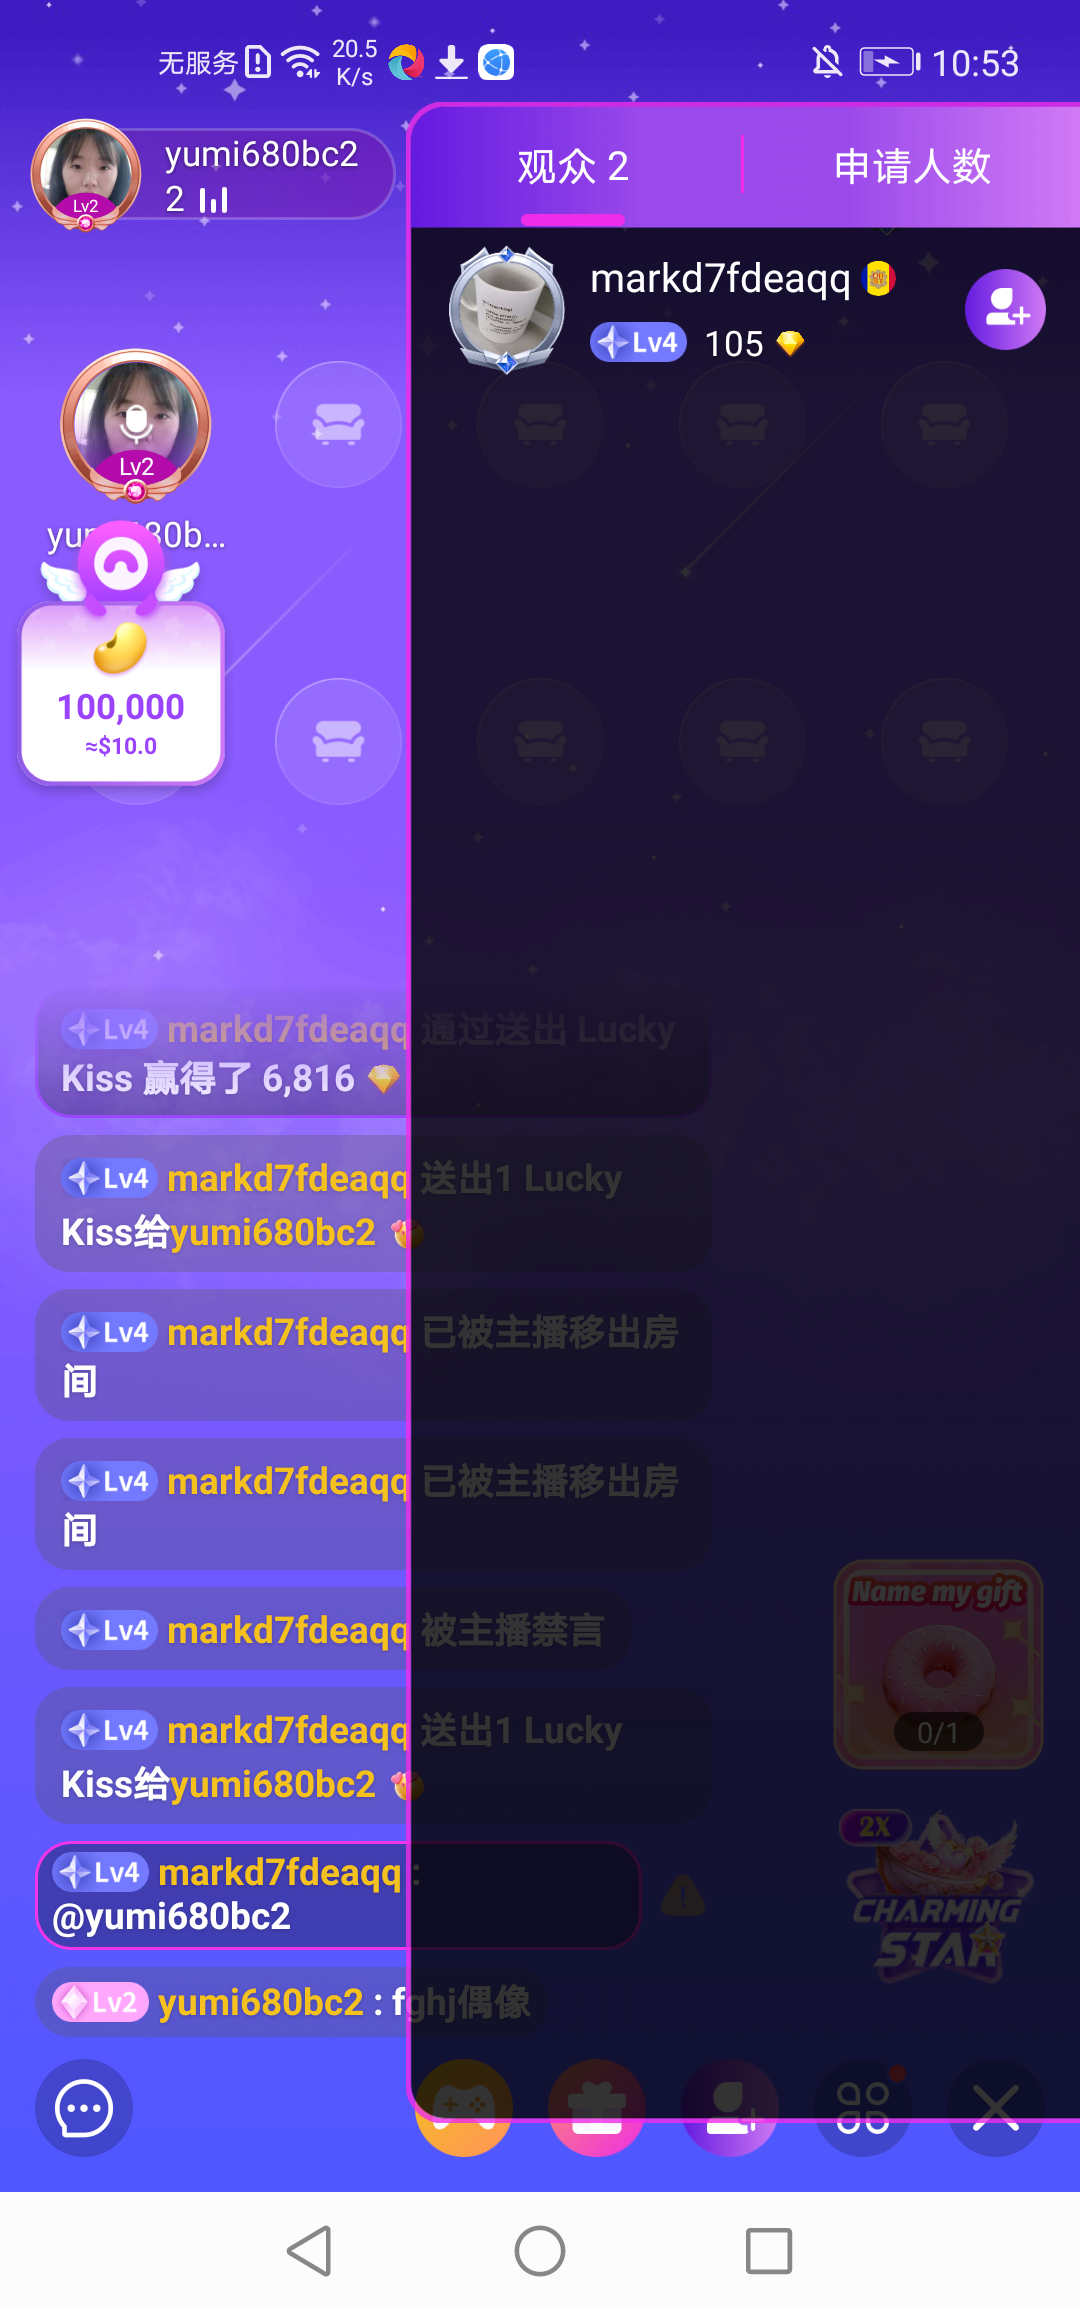 无服务
20.5
K/s
10:53
yumi680bc2
2
Lv2
观众 2
申请人数
markd7fdeaqq
Lv4 105
Lv2
100,000
≈$10.0
Lv4 markd7fdeaqq 通过送出 Lucky
Kiss 赢得了 6,816
Lv4 markd7fdeaqq 送出1 Lucky
Kiss给yumi680bc2
Lv4 markd7fdeaqq 已被主播移出房
间
Lv4 markd7fdeaqq 已被主播移出房
间
Lv4 markd7fdeaqq 被主播禁言
Name my gift
0/1
Lv4 markd7fdeaqq 送出1 Lucky
Kiss给yumi680bc2
2X
CHARMING
STAR
Lv4 markd7fdeaqq :
@yumi680bc2
Lv2 yumi680bc2 : fghj偶像